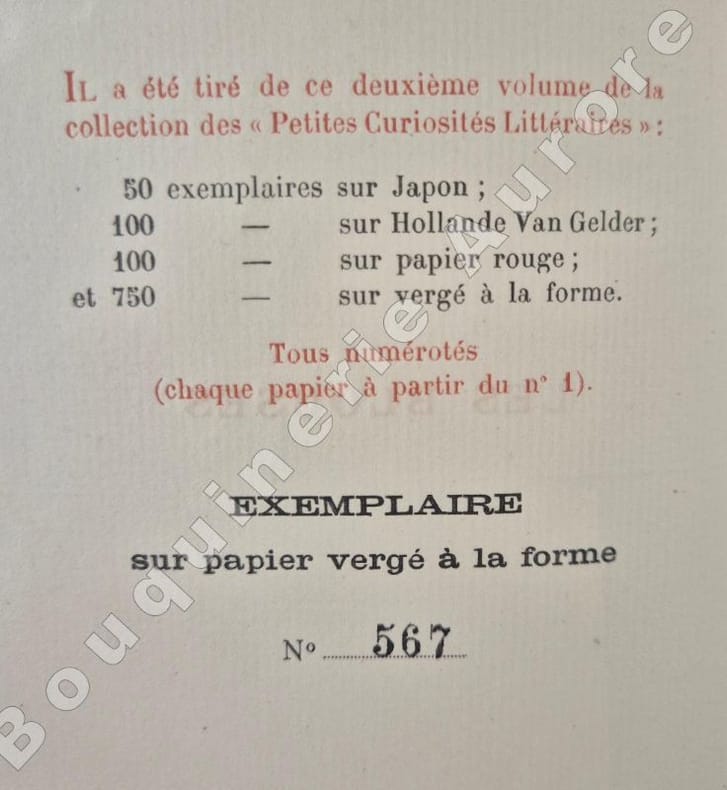 IL a été tiré de ce deuxième volume de la
collection des « Petites Curiosités Littéraires » :
50 exemplaires sur Japon ;
100 — sur Hollande Van Gelder ;
100 — sur papier rouge ;
et 750 — sur vergé à la forme.
Tous numérotés
(chaque papier à partir du n° 1).
EXEMPLAIRE
sur papier vergé à la forme
Nº 567
Bouquinerie Aurore